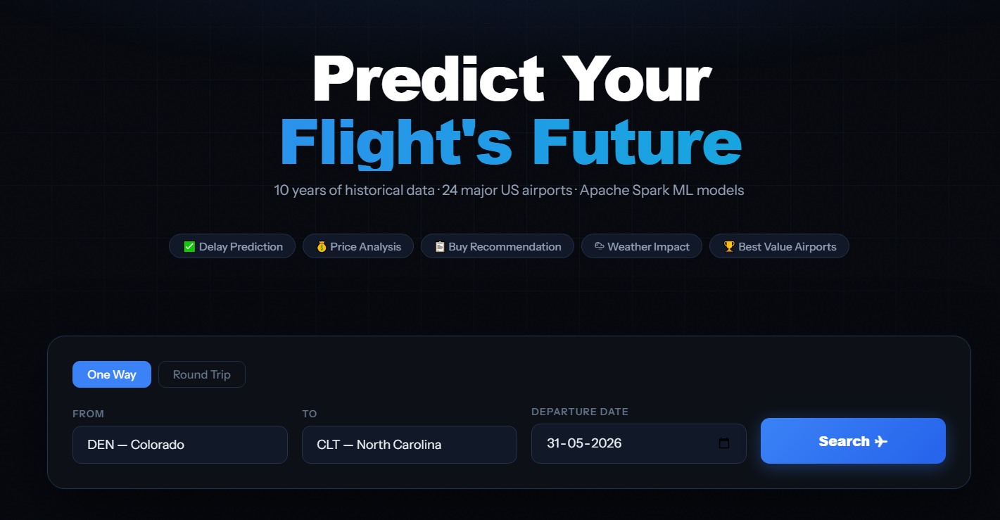 Predict Your
Flight's Future
10 years of historical data · 24 major US airports · Apache Spark ML models
✅ Delay Prediction 💰 Price Analysis 📋 Buy Recommendation 🌨 Weather Impact 🏆 Best Value Airports
One Way Round Trip
FROM TO DEPARTURE DATE
DEN — Colorado CLT — North Carolina 31-05-2026 Search ✈